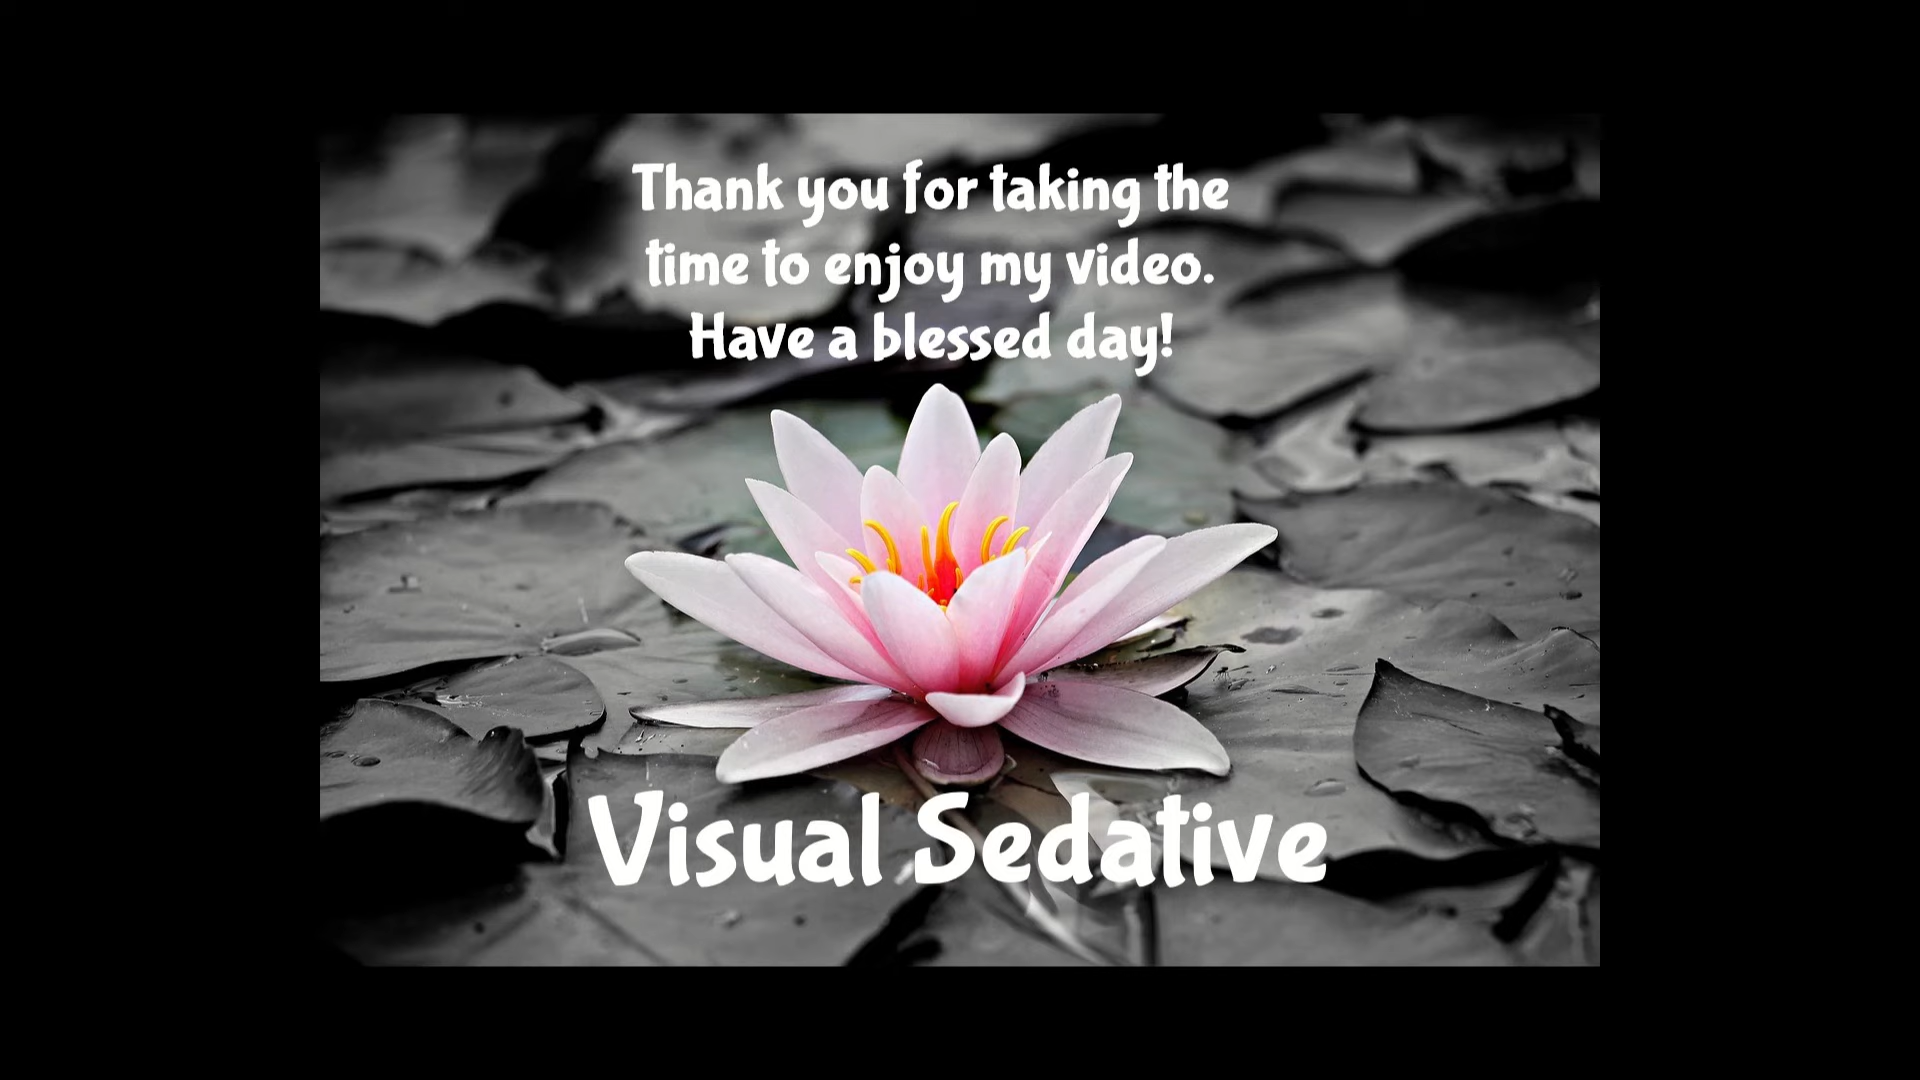 Thank you for taking the
time to enjoy my video.
Have a blessed day!
Visual Sedative